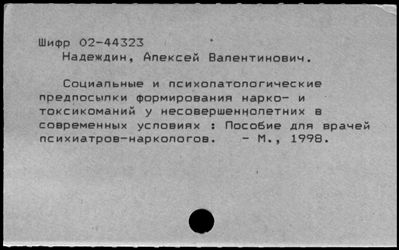 Шифр 02-44323
Надеждин, Алексей Валентинович.
Социальные и психопатологические
предпосылки формирования нарко- и
токсикоманий у несовершеннолетних в
современных условиях : Пособие для врачей
психиатров-наркологов. - М., 1998.